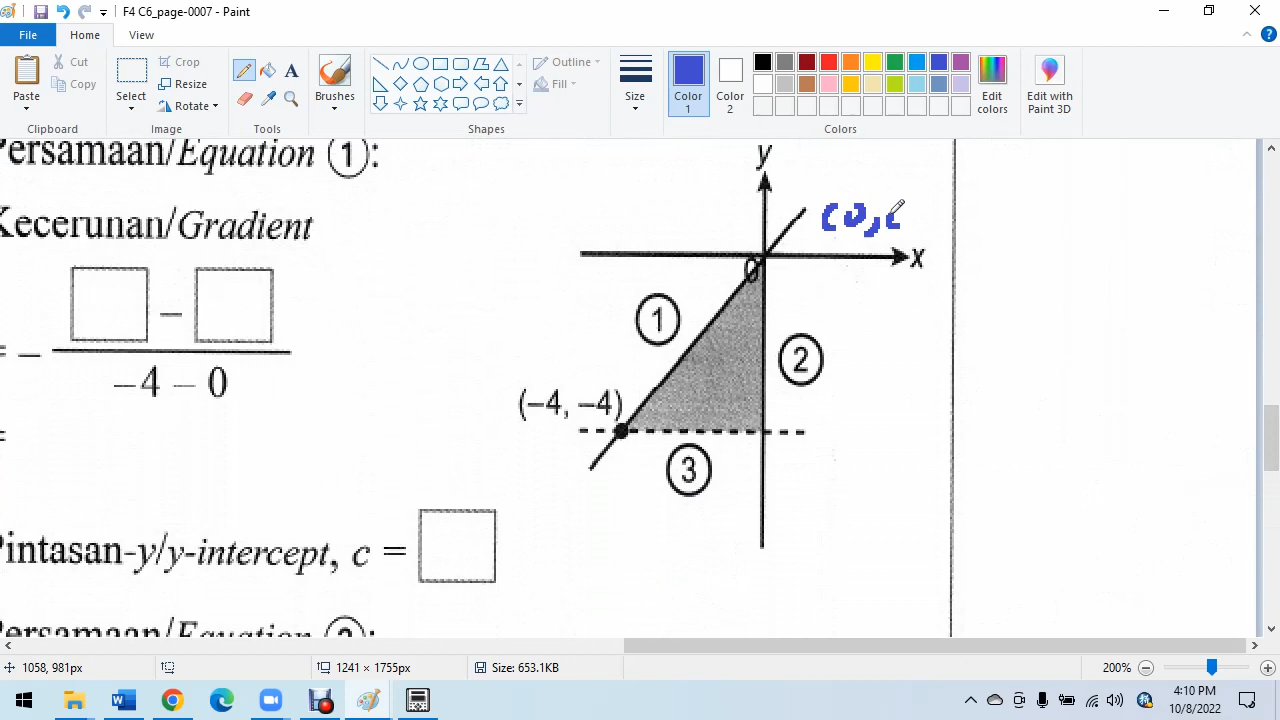 F4 C6_page-0007 - Paint
File Home View
Paste Cut Copy Clipboard
Select Crop Resize Rotate Image
A Tools
Brushes
Outline Fill Shapes
Size
Color 1 Color 2 Edit colors Colors
Edit with Paint 3D
Persamaan/Equation ①:
Kecerunan/Gradient
−
= −
−4 − 0
=
Pintasan-y/y-intercept, c =
y
(0,
x
0
①
②
(−4, −4)
③
1058, 981px
1241 × 1755px
Size: 653.1KB
200%
4:10 PM
10/8/2022